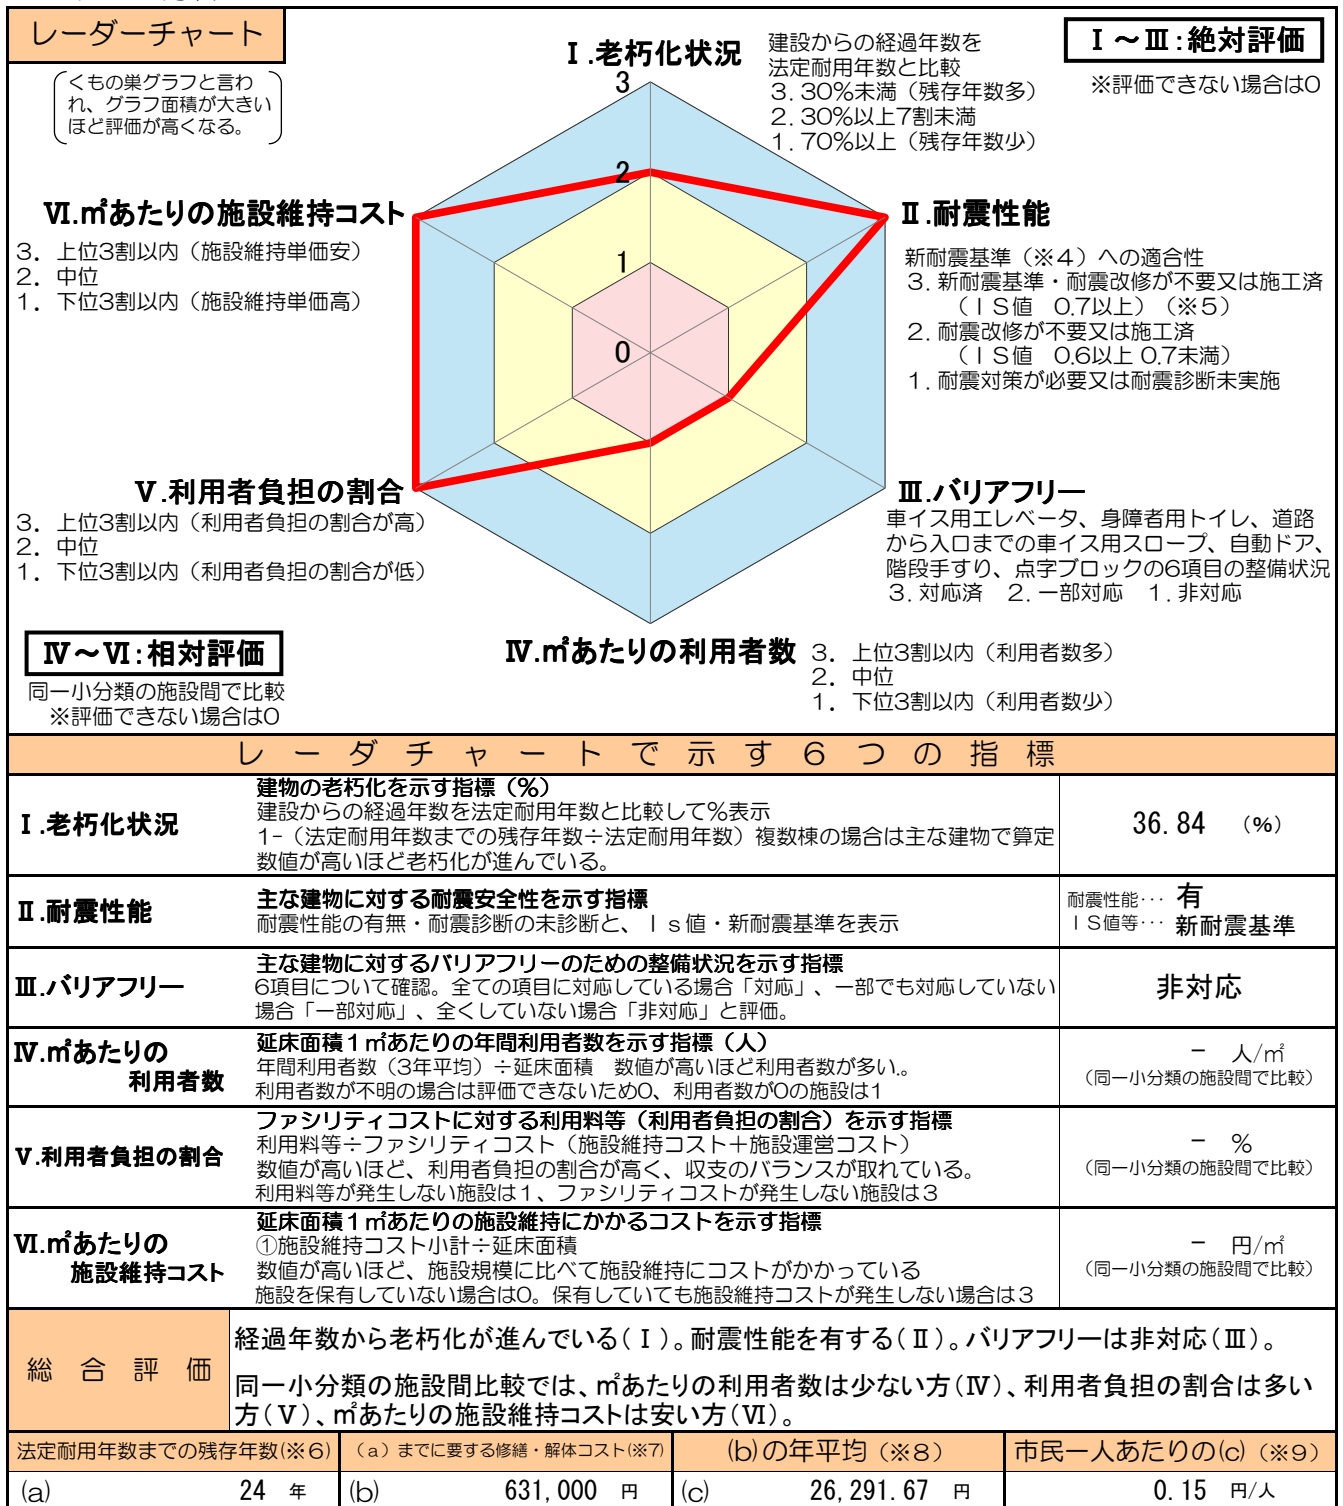 レーダーチャート
くもの巣グラフと言わ
れ、グラフ面積が大きい
ほど評価が高くなる。
Ⅰ～Ⅲ:絶対評価
※評価できない場合は0
Ⅰ.老朽化状況
建設からの経過年数を
法定耐用年数と比較
3. 30%未満（残存年数多）
2. 30%以上7割未満
1. 70%以上（残存年数少）
3
2
1
0
Ⅱ.耐震性能
新耐震基準（※4）への適合性
3. 新耐震基準・耐震改修が不要又は施工済
（ＩＳ値　0.7以上）（※5）
2. 耐震改修が不要又は施工済
（ＩＳ値　0.6以上 0.7未満）
1. 耐震対策が必要又は耐震診断未実施
Ⅵ.㎡あたりの施設維持コスト
3. 上位3割以内（施設維持単価安）
2. 中位
1. 下位3割以内（施設維持単価高）
Ⅴ.利用者負担の割合
3. 上位3割以内（利用者負担の割合が高）
2. 中位
1. 下位3割以内（利用者負担の割合が低）
Ⅲ.バリアフリー
車イス用エレベータ、身障者用トイレ、道路
から入口までの車イス用スロープ、自動ドア、
階段手すり、点字ブロックの6項目の整備状況
3. 対応済　2. 一部対応　1. 非対応
Ⅳ～Ⅵ:相対評価
同一小分類の施設間で比較
※評価できない場合は0
Ⅳ.㎡あたりの利用者数
3. 上位3割以内（利用者数多）
2. 中位
1. 下位3割以内（利用者数少）
レーダチャートで示す6つの指標
Ⅰ.老朽化状況
建物の老朽化を示す指標（%）
建設からの経過年数を法定耐用年数と比較して%表示
1-（法定耐用年数までの残存年数÷法定耐用年数）複数棟の場合は主な建物で算定
数値が高いほど老朽化が進んでいる。
36.84　（%）
Ⅱ.耐震性能
主な建物に対する耐震安全性を示す指標
耐震性能の有無・耐震診断の未診断と、Ｉｓ値・新耐震基準を表示
耐震性能… 有
ＩＳ値等… 新耐震基準
Ⅲ.バリアフリー
主な建物に対するバリアフリーのための整備状況を示す指標
6項目について確認。全ての項目に対応している場合「対応」、一部でも対応していない
場合「一部対応」、全くしていない場合「非対応」と評価。
非対応
Ⅳ.㎡あたりの
利用者数
延床面積１㎡あたりの年間利用者数を示す指標（人）
年間利用者数（3年平均）÷延床面積　数値が高いほど利用者数が多い。
利用者数が不明の場合は評価できないため0、利用者数が0の施設は1
－　人/㎡
（同一小分類の施設間で比較）
Ⅴ.利用者負担の割合
ファシリティコストに対する利用料等（利用者負担の割合）を示す指標
利用料等÷ファシリティコスト（施設維持コスト＋施設運営コスト）
数値が高いほど、利用者負担の割合が高く、収支のバランスが取れている。
利用料等が発生しない施設は１、ファシリティコストが発生しない施設は３
－　%
（同一小分類の施設間で比較）
Ⅵ.㎡あたりの
施設維持コスト
延床面積１㎡あたりの施設維持にかかるコストを示す指標
①施設維持コスト小計÷延床面積
数値が高いほど、施設規模に比べて施設維持にコストがかかっている
施設を保有していない場合は0。保有していても施設維持コストが発生しない場合は３
－　円/㎡
（同一小分類の施設間で比較）
総合評価
経過年数から老朽化が進んでいる(Ⅰ)。耐震性能を有する(Ⅱ)。バリアフリーは非対応(Ⅲ)。
同一小分類の施設間比較では、㎡あたりの利用者数は少ない方(Ⅳ)、利用者負担の割合は多い
方(Ⅴ)、㎡あたりの施設維持コストは安い方(Ⅵ)。
法定耐用年数までの残存年数(※6)　（a）までに要する修繕・解体コスト(※7)　(b)の年平均（※8）　市民一人あたりの(c)（※9）
(a)　24 年　(b)　631,000 円　(c)　26,291.67 円　0.15 円/人